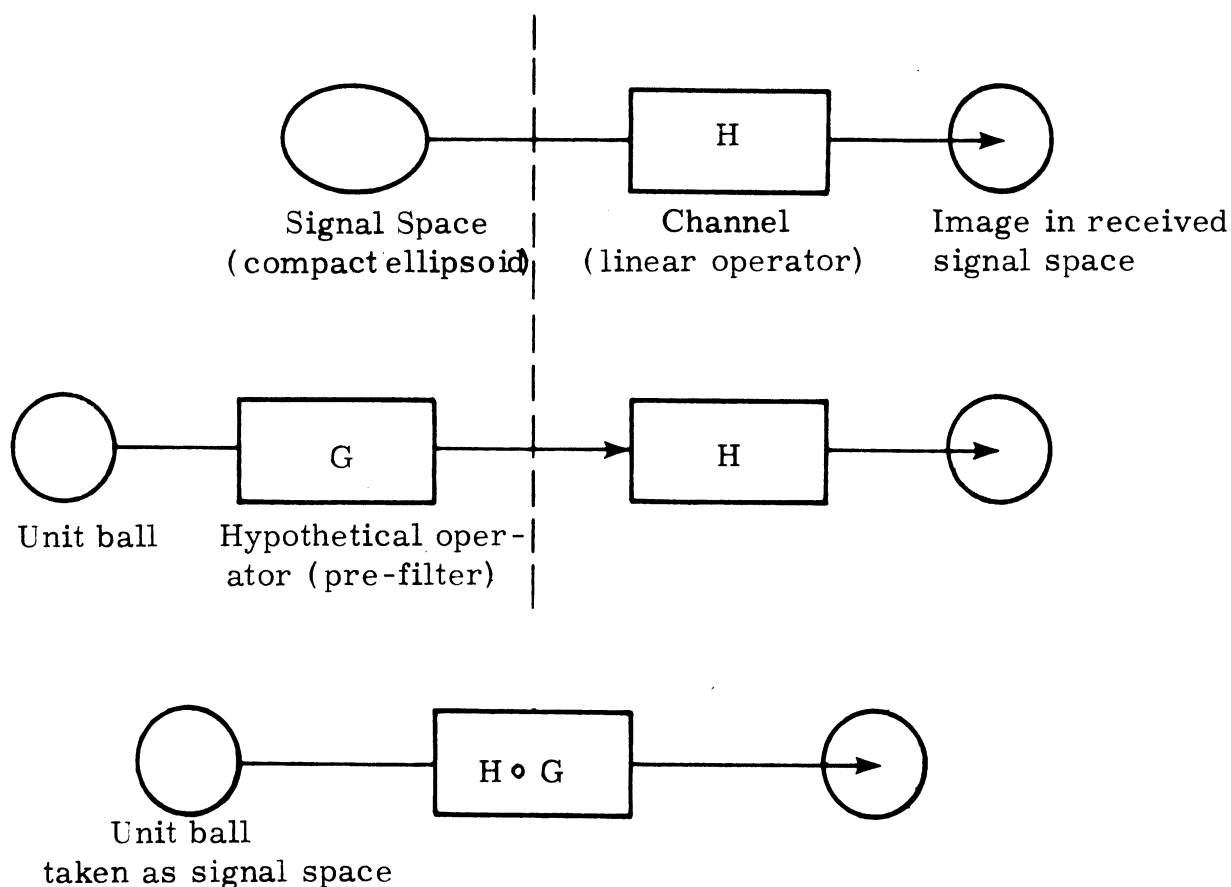 H
Signal Space
(compact ellipsoid)
Channel
(linear operator)
Image in received
signal space
G
H
Unit ball
Hypothetical oper-
ator (pre-filter)
H ∘ G
Unit ball
taken as signal space